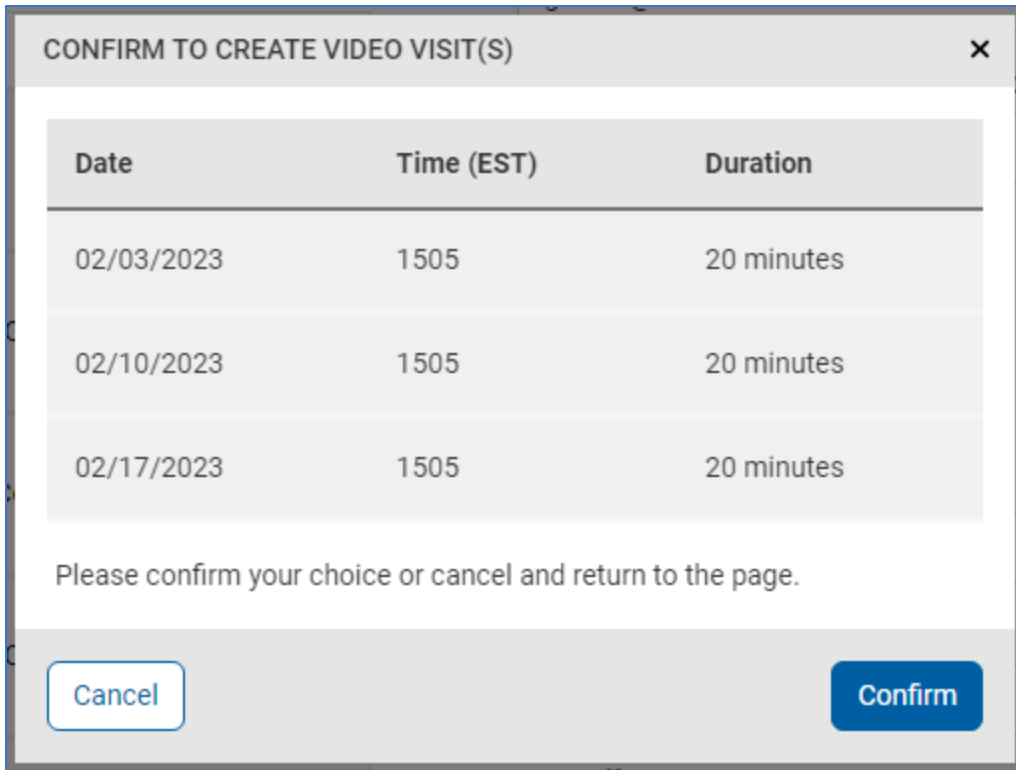 CONFIRM TO CREATE VIDEO VISIT(S) ×
Date Time (EST) Duration
02/03/2023 1505 20 minutes
02/10/2023 1505 20 minutes
02/17/2023 1505 20 minutes
Please confirm your choice or cancel and return to the page.
Cancel Confirm